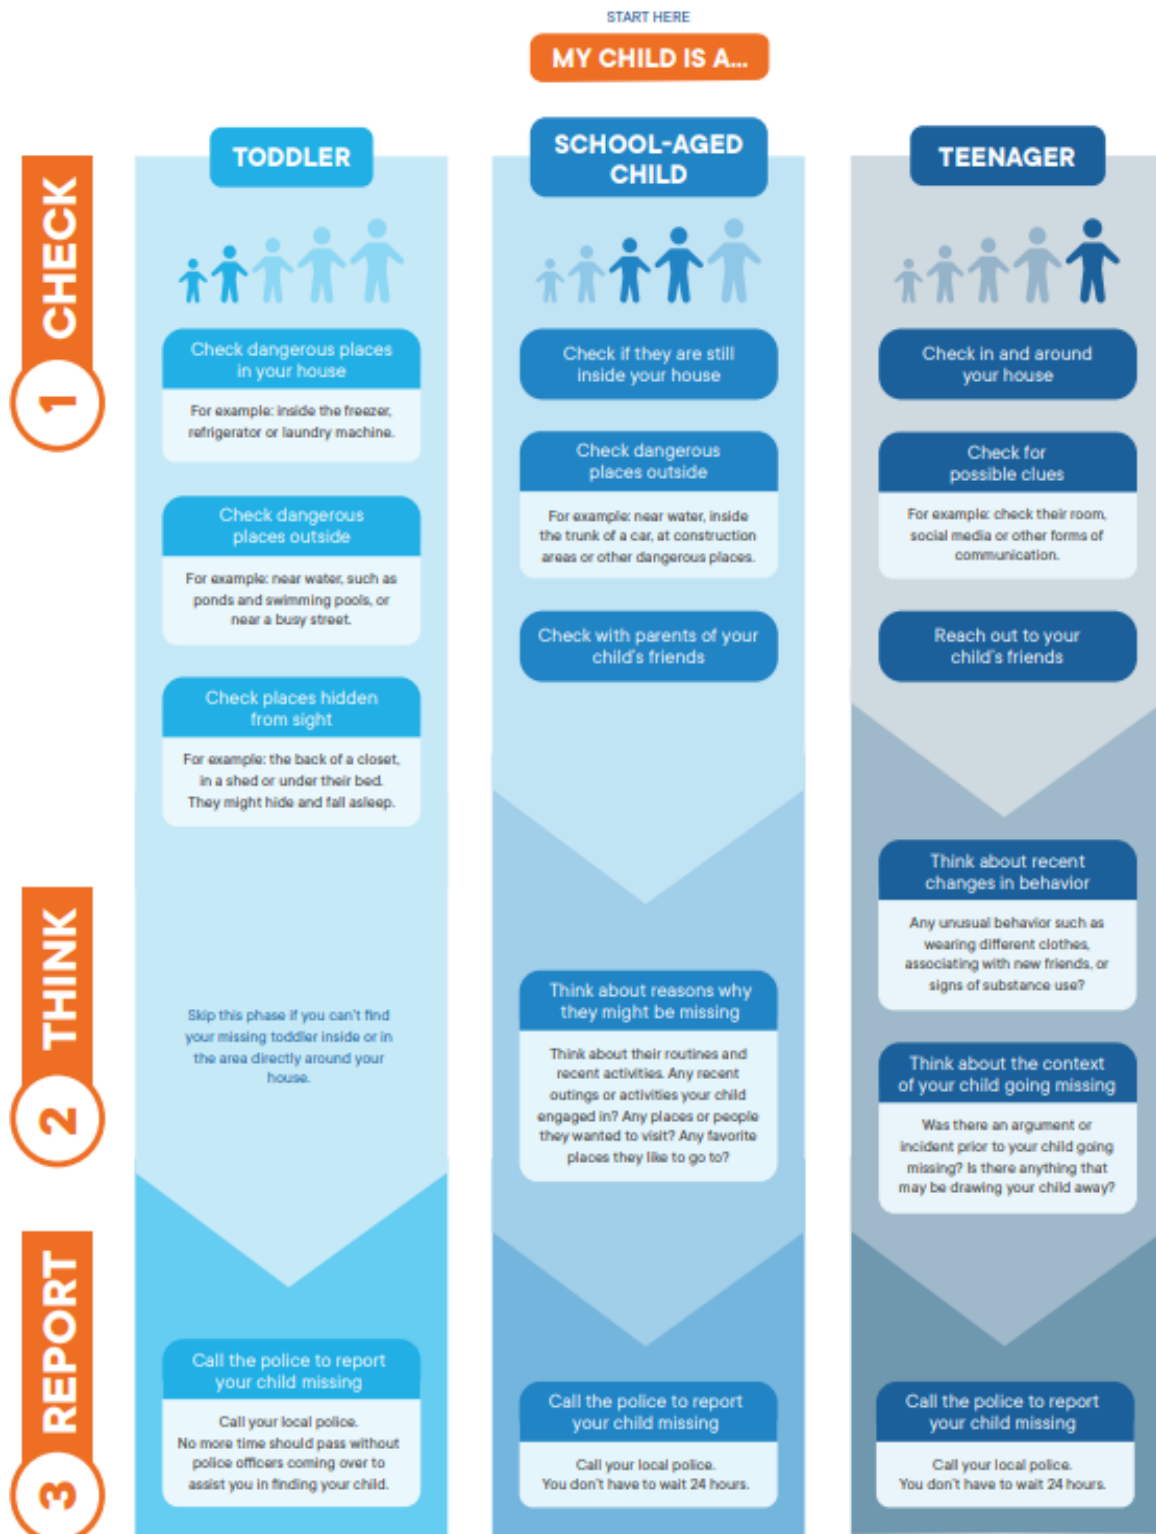 START HERE
MY CHILD IS A...
1 CHECK
TODDLER
Check dangerous places
in your house
For example: inside the freezer,
refrigerator or laundry machine.
Check dangerous
places outside
For example: near water, such as
ponds and swimming pools, or
near a busy street.
Check places hidden
from sight
For example: the back of a closet,
in a shed or under their bed.
They might hide and fall asleep.
SCHOOL-AGED
CHILD
Check if they are still
inside your house
Check dangerous
places outside
For example: near water, inside
the trunk of a car, at construction
areas or other dangerous places.
Check with parents of your
child's friends
TEENAGER
Check in and around
your house
Check for
possible clues
For example: check their room,
social media or other forms of
communication.
Reach out to your
child's friends
2 THINK
Skip this phase if you can't find
your missing toddler inside or in
the area directly around your
house.
Think about reasons why
they might be missing
Think about their routines and
recent activities. Any recent
outings or activities your child
engaged in? Any places or people
they wanted to visit? Any favorite
places they like to go to?
Think about recent
changes in behavior
Any unusual behavior such as
wearing different clothes,
associating with new friends, or
signs of substance use?
Think about the context
of your child going missing
Was there an argument or
incident prior to your child going
missing? Is there anything that
may be drawing your child away?
3 REPORT
Call the police to report
your child missing
Call your local police.
No more time should pass without
police officers coming over to
assist you in finding your child.
Call the police to report
your child missing
Call your local police.
You don't have to wait 24 hours.
Call the police to report
your child missing
Call your local police.
You don't have to wait 24 hours.